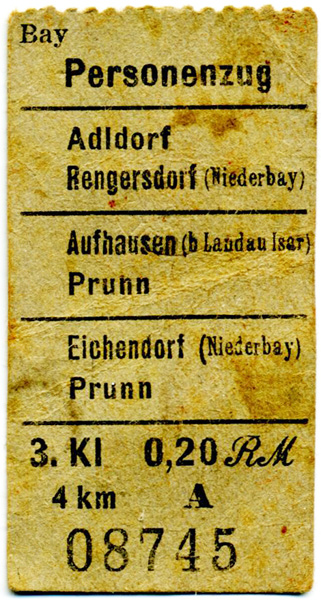 Bay
Personenzug
Adldorf
Rengersdorf (Niederbay)
Aufhausen (b Landau Isar)
Prunn
Eichendorf (Niederbay)
Prunn
3. Kl 0,20 RM
4 km A
08745